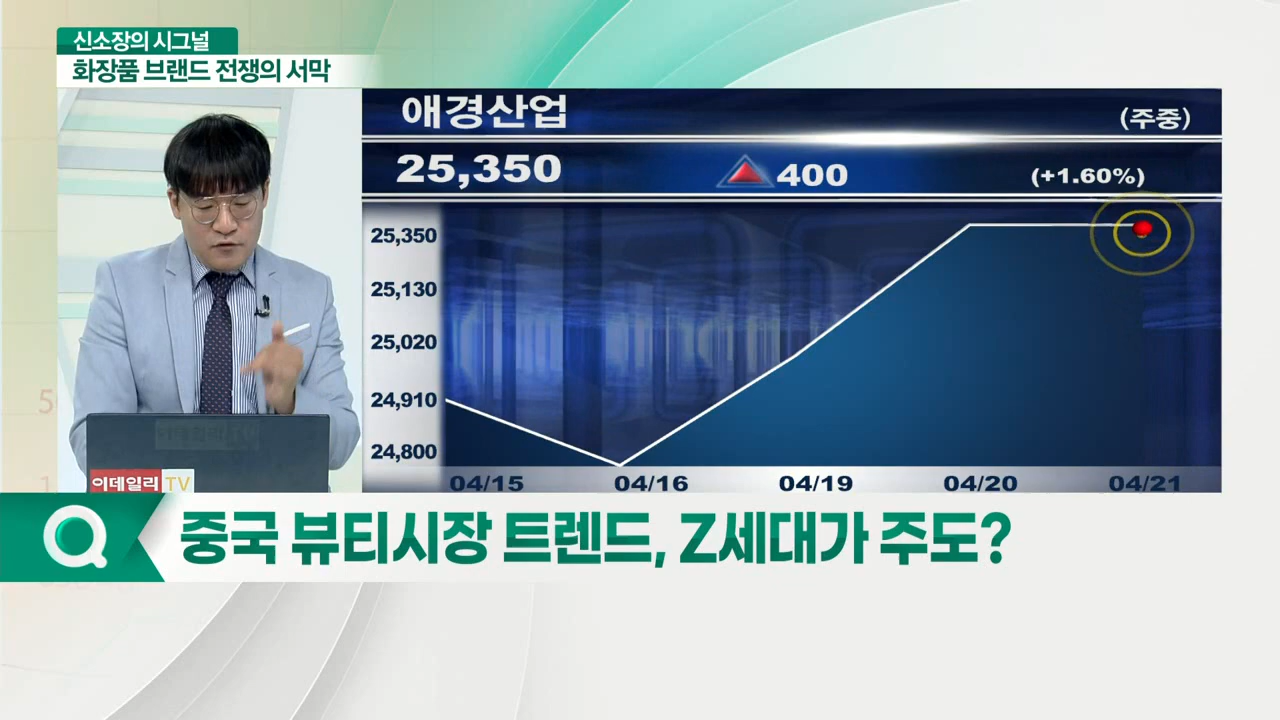 신소장의 시그널
화장품 브랜드 전쟁의 서막
애경산업
(주중)
25,350
400
(+1.60%)
25,350
25,130
25,020
24,910
24,800
04/15
04/16
04/19
04/20
04/21
이데일리TV
Q 중국 뷰티시장 트렌드, Z세대가 주도?